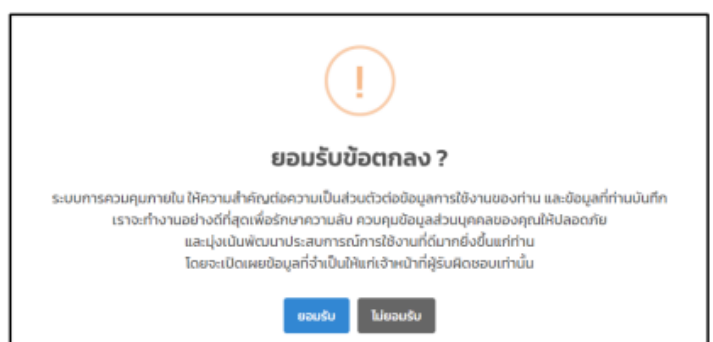 !
ยอมรับข้อตกลง ?
ระบบการควบคุมภายใน ให้ความสำคัญต่อความเป็นส่วนตัวต่อข้อมูลการใช้งานของท่าน และข้อมูลที่ท่านบันทึก
เราจะทำงานอย่างดีที่สุดเพื่อรักษาความลับ ควบคุมข้อมูลส่วนบุคคลของคุณให้ปลอดภัย
และมุ่งเน้นพัฒนาประสบการณ์การใช้งานที่ดีมากยิ่งขึ้นแก่ท่าน
โดยจะเปิดเผยข้อมูลที่จำเป็นให้แก่เจ้าหน้าที่ผู้รับผิดชอบเท่านั้น
ยอมรับ ไม่ยอมรับ